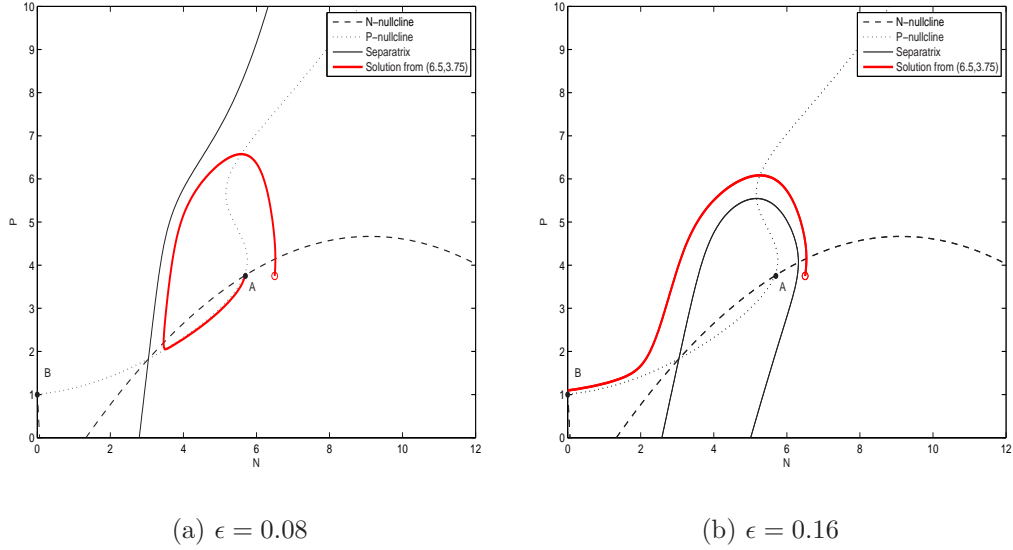 N−nullcline
P−nullcline
Separatrix
Solution from (6.5,3.75)
10
9
8
7
6
5
4
3
2
1
0
P
A
B
0
2
4
6
8
10
12
N
(a) ϵ = 0.08
N−nullcline
P−nullcline
Separatrix
Solution from (6.5,3.75)
10
9
8
7
6
5
4
3
2
1
0
P
A
B
0
2
4
6
8
10
12
N
(b) ϵ = 0.16